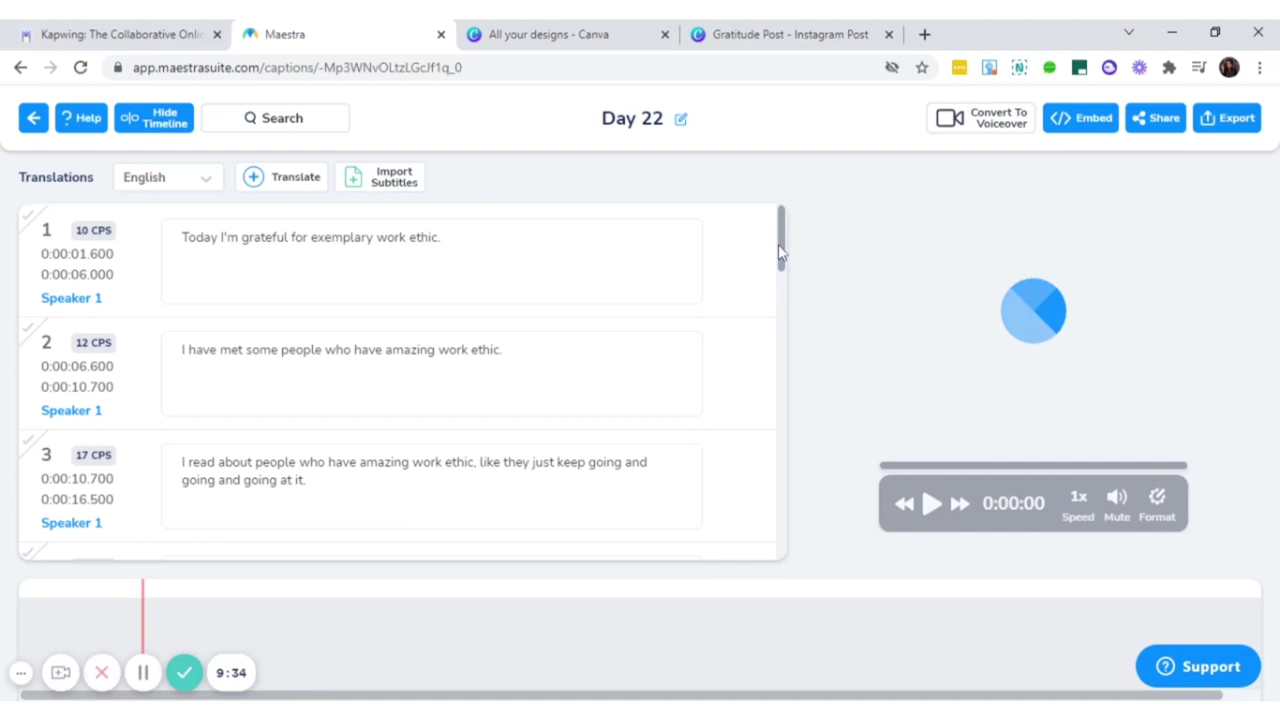 Kapwing: The Collaborative Onlin
Maestra
All your designs - Canva
Gratitude Post - Instagram Post
app.maestrasuite.com/captions/-Mp3WNvOLtzLGcJf1q_0
Help
Hide Timeline
Search
Day 22
Convert To Voiceover
</> Embed
Share
Export
Translations
English
Translate
Import Subtitles
1 10 CPS
0:00:01.600
0:00:06.000
Speaker 1
Today I'm grateful for exemplary work ethic.
2 12 CPS
0:00:06.600
0:00:10.700
Speaker 1
I have met some people who have amazing work ethic.
3 17 CPS
0:00:10.700
0:00:16.500
Speaker 1
I read about people who have amazing work ethic, like they just keep going and
going and going at it.
0:00:00
1x
Speed
Mute
Format
9:34
Support